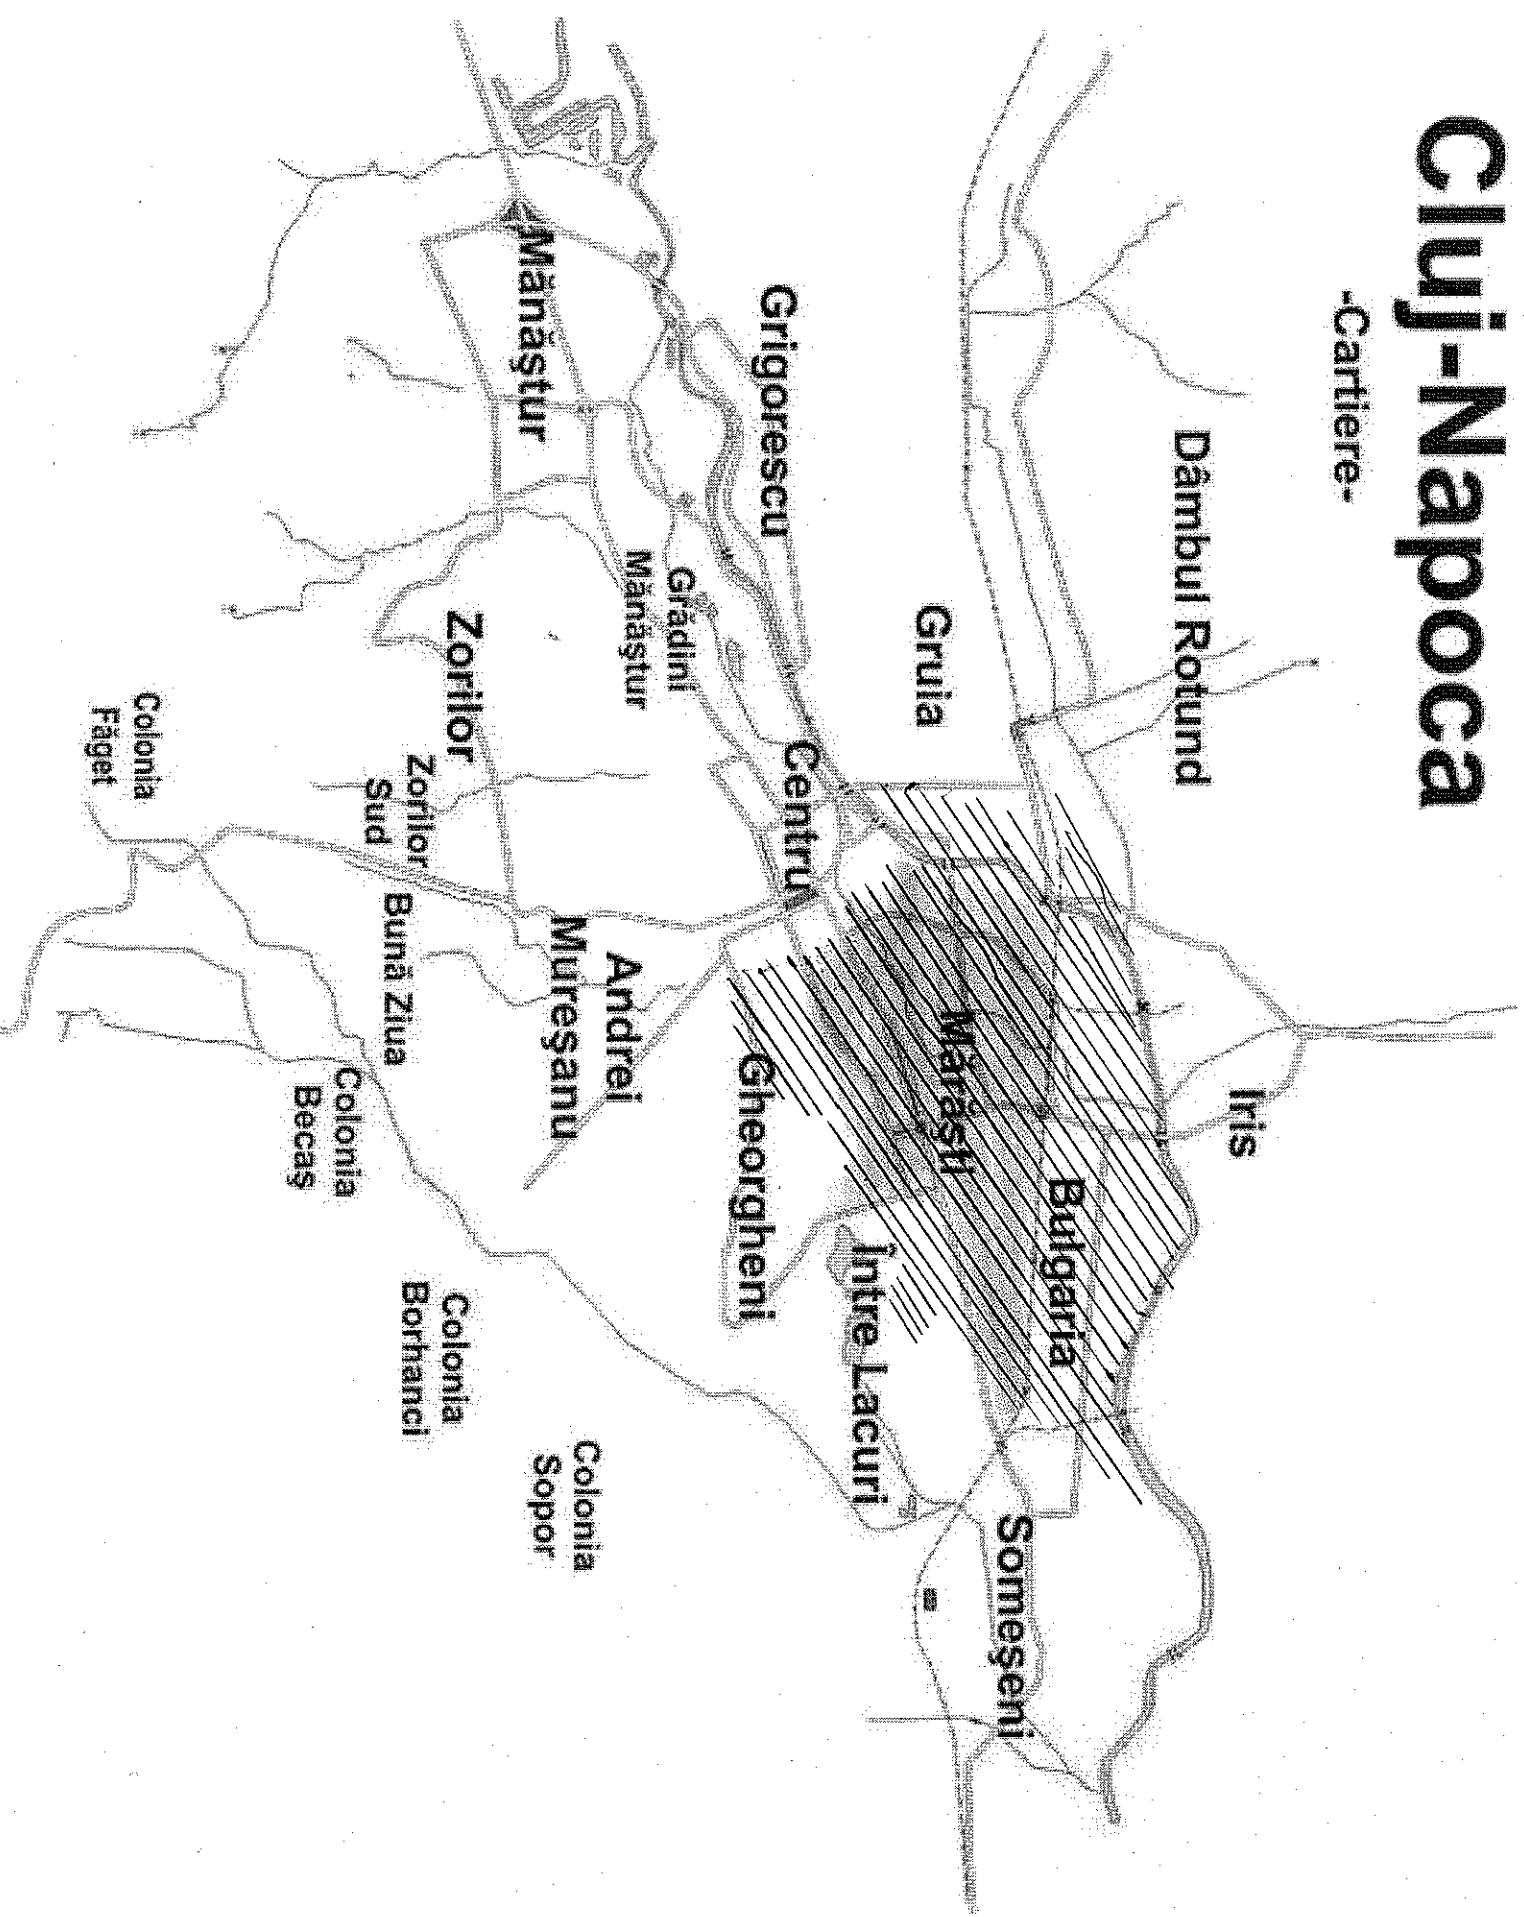 Cluj-Napoca
-Cartiere-
Dâmbul Rotund
Iris
Gruia
Bulgaria
Someşeni
Grigorescu
Centru
Mărăşti
Între Lacuri
Mănăştur
Grădini
Mănăştur
Gheorgheni
Andrei
Mureşanu
Zorilor
Zorilor
Sud
Bună Ziua
Colonia
Sopor
Colonia
Borhanci
Colonia
Becaş
Colonia
Făget